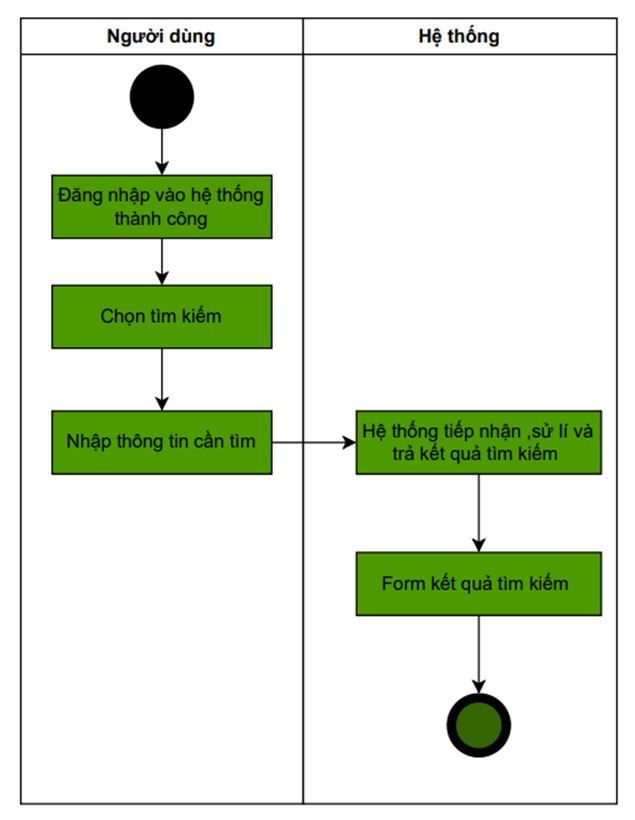 Người dùng
Hệ thống
Đăng nhập vào hệ thống
thành công
Chọn tìm kiếm
Nhập thông tin cần tìm
Hệ thống tiếp nhận ,sử lí và
trả kết quả tìm kiếm
Form kết quả tìm kiếm